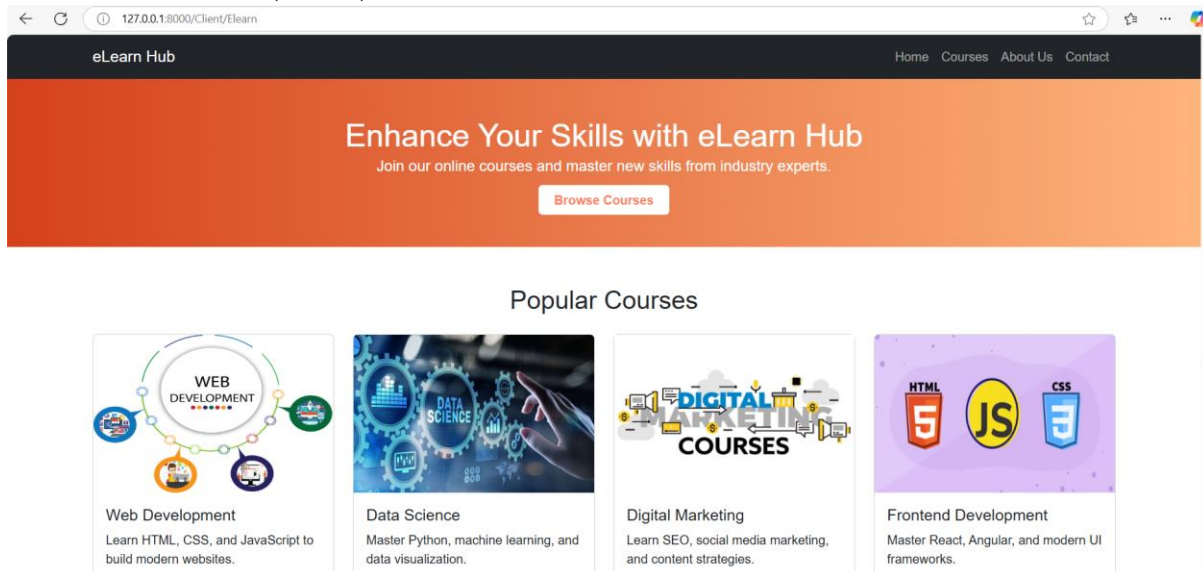 127.0.0.1:8000/Client/Elearn
eLearn Hub
Home Courses About Us Contact
Enhance Your Skills with eLearn Hub
Join our online courses and master new skills from industry experts.
Browse Courses
Popular Courses
WEB
DEVELOPMENT
DATA
SCIENCE
DIGITAL
MARKETING
COURSES
HTML
5
JS
CSS
3
Web Development
Learn HTML, CSS, and JavaScript to
build modern websites.
Data Science
Master Python, machine learning, and
data visualization.
Digital Marketing
Learn SEO, social media marketing,
and content strategies.
Frontend Development
Master React, Angular, and modern UI
frameworks.